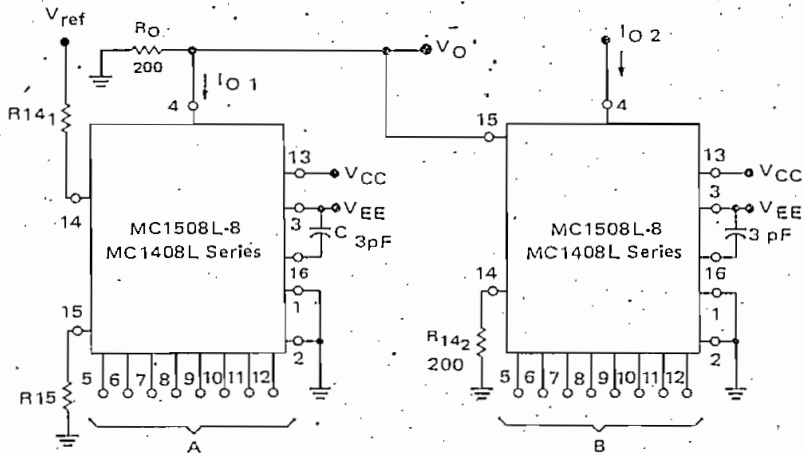 Vref
RO
200
VO
IO 2
IO 1
R141
4
4
15
13
VCC
13
VCC
3
VEE
3
VEE
14
MC1508L-8
MC1408L Series
C 3pF
MC1508L-8
MC1408L Series
3 pF
16
14
16
15
1
1
2
R142
200
2
R15
5 6 7 8 9 10 11 12
5 6 7 8 9 10 11 12
A
B